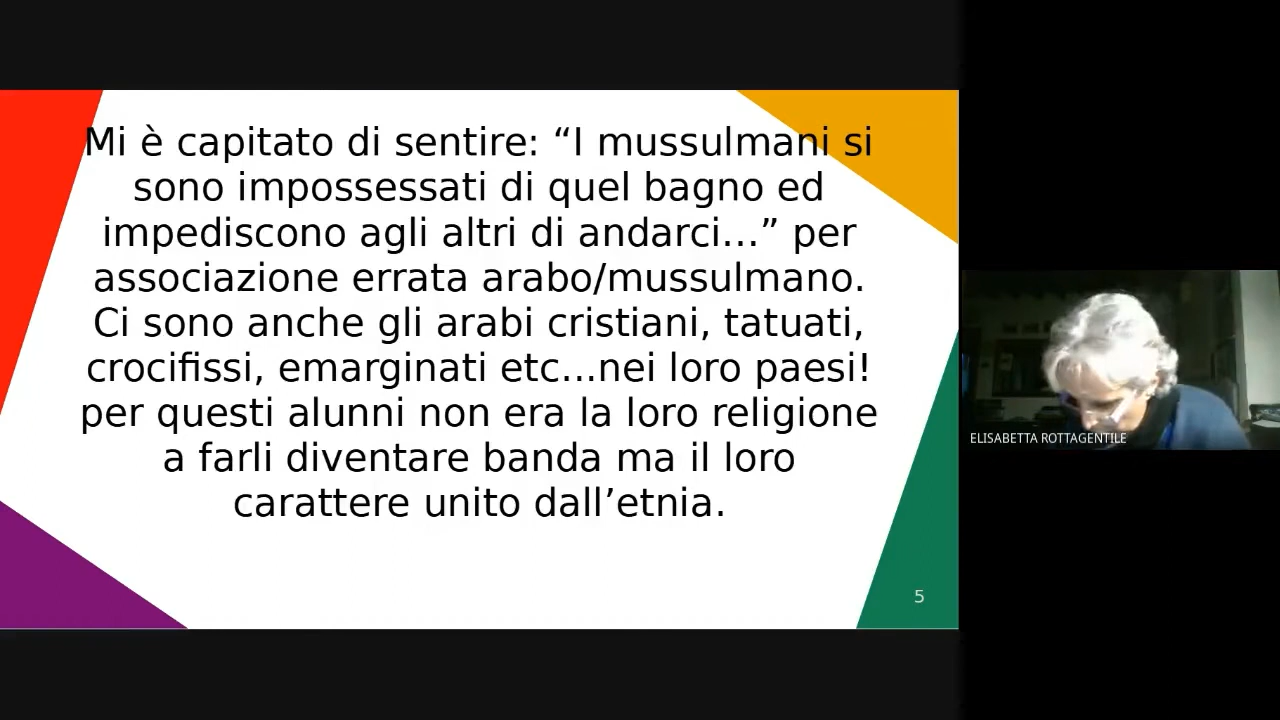 Mi è capitato di sentire: “I mussulmani si
sono impossessati di quel bagno ed
impediscono agli altri di andarci...” per
associazione errata arabo/mussulmano.
Ci sono anche gli arabi cristiani, tatuati,
crocifissi, emarginati etc...nei loro paesi!
per questi alunni non era la loro religione
a farli diventare banda ma il loro
carattere unito dall’etnia.
5
ELISABETTA ROTTAGENTILE